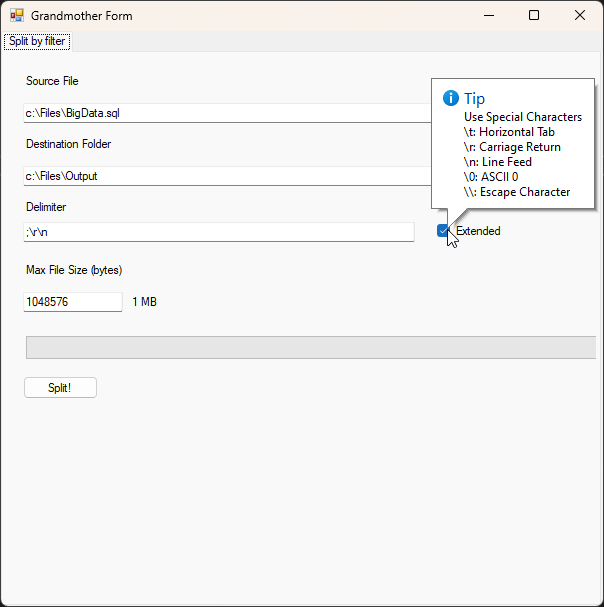 Grandmother Form
Split by filter
Source File
c:\Files\BigData.sql
Destination Folder
c:\Files\Output
Delimiter
;\r\n
Extended
Tip
Use Special Characters
\t: Horizontal Tab
\r: Carriage Return
\n: Line Feed
\0: ASCII 0
\\: Escape Character
Max File Size (bytes)
1048576 1 MB
Split!